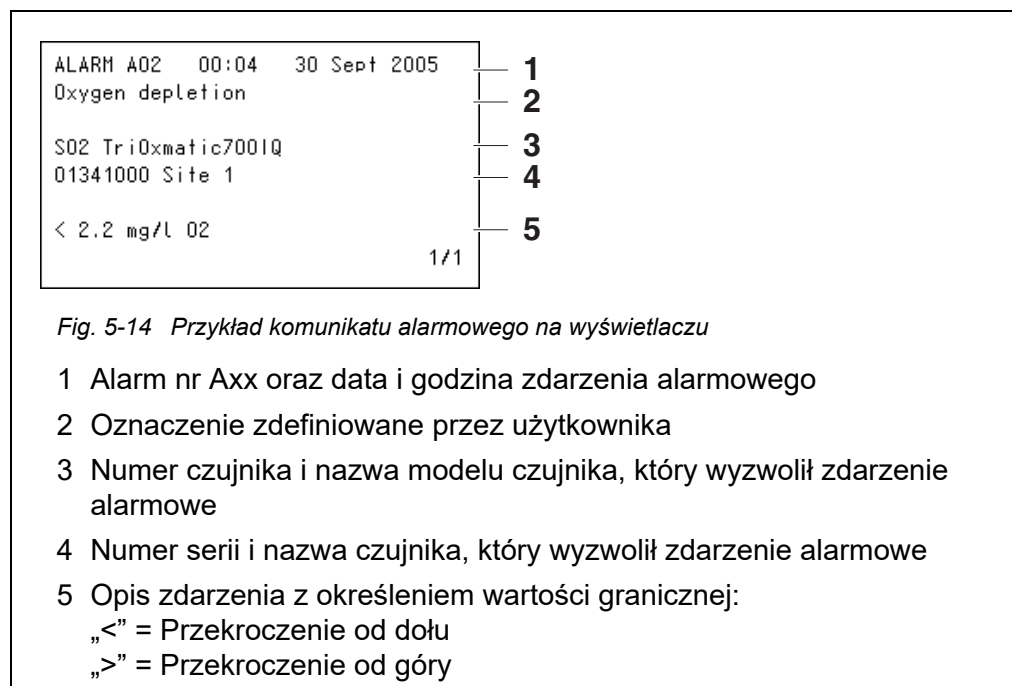 ALARM A02 00:04 30 Sept 2005 1
Oxygen depletion 2
S02 TriOxmatic700IQ 3
01341000 Site 1 4
< 2.2 mg/l O2 5
1/1
Fig. 5-14 Przykład komunikatu alarmowego na wyświetlaczu
1 Alarm nr Axx oraz data i godzina zdarzenia alarmowego
2 Oznaczenie zdefiniowane przez użytkownika
3 Numer czujnika i nazwa modelu czujnika, który wyzwolił zdarzenie
alarmowe
4 Numer serii i nazwa czujnika, który wyzwolił zdarzenie alarmowe
5 Opis zdarzenia z określeniem wartości granicznej:
„<” = Przekroczenie od dołu
„>” = Przekroczenie od góry